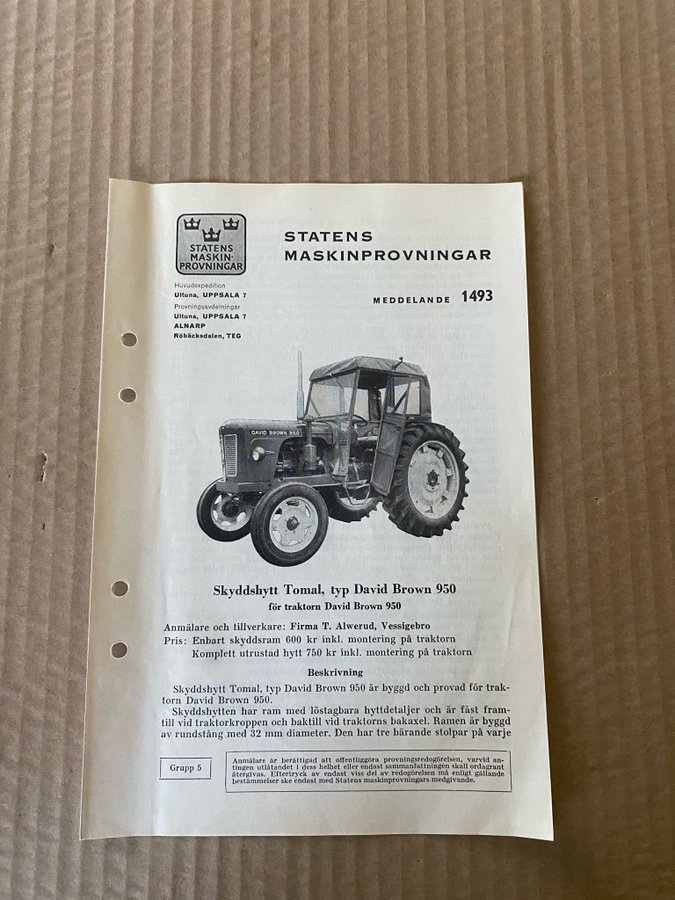 STATENS
MASKIN-
PROVNINGAR
STATENS
MASKINPROVNINGAR
Huvudexpedition
Ultuna, UPPSALA 7
Provningsavdelningar
Ultuna, UPPSALA 7
ALNARP
Röbäcksdalen, TEG
MEDDELANDE 1493
DAVID BROWN 950
Skyddshytt Tomal, typ David Brown 950
för traktorn David Brown 950
Anmälare och tillverkare: Firma T. Alwerud, Vessigebro
Pris: Enbart skyddsram 600 kr inkl. montering på traktorn
Komplett utrustad hytt 750 kr inkl. montering på traktorn
Beskrivning
Skyddshytt Tomal, typ David Brown 950 är byggd och provad för trak-
torn David Brown 950.
Skyddshytten har ram med löstagbara hyttdetaljer och är fäst fram-
till vid traktorkroppen och baktill vid traktorns bakaxel. Ramen är byggd
av rundstång med 32 mm diameter. Den har tre bärande stolpar på varje
Grupp 5
Anmälare är berättigad att offentliggöra provningsredogörelsen, varvid an-
tingen utlåtandet i dess helhet eller endast sammanfattningen skall ordagrant
återgivas. Eftertryck av endast viss del av redogörelsen må enligt gällande
bestämmelser ske endast med Statens maskinprovningars medgivande.